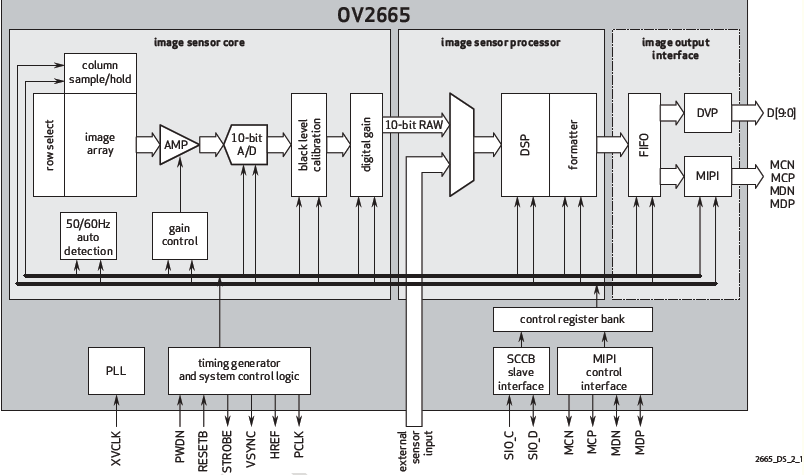 OV2665
image sensor core
image sensor processor
image output
interface
column
sample/hold
row select
image
array
AMP
10-bit
A/D
black level
calibration
digital gain
10-bit RAW
DSP
formatter
FIFO
DVP
MIPI
D[9:0]
MCN
MCP
MDN
MDP
50/60Hz
auto
detection
gain
control
control register bank
PLL
timing generator
and system control logic
SCCB
slave
interface
MIPI
control
interface
XVCLK
PWDN
RESETB
STROBE
VSYNC
HREF
PCLK
external
sensor
input
SIO_C
SIO_D
MCN
MCP
MDN
MDP
2665_DS_2_1